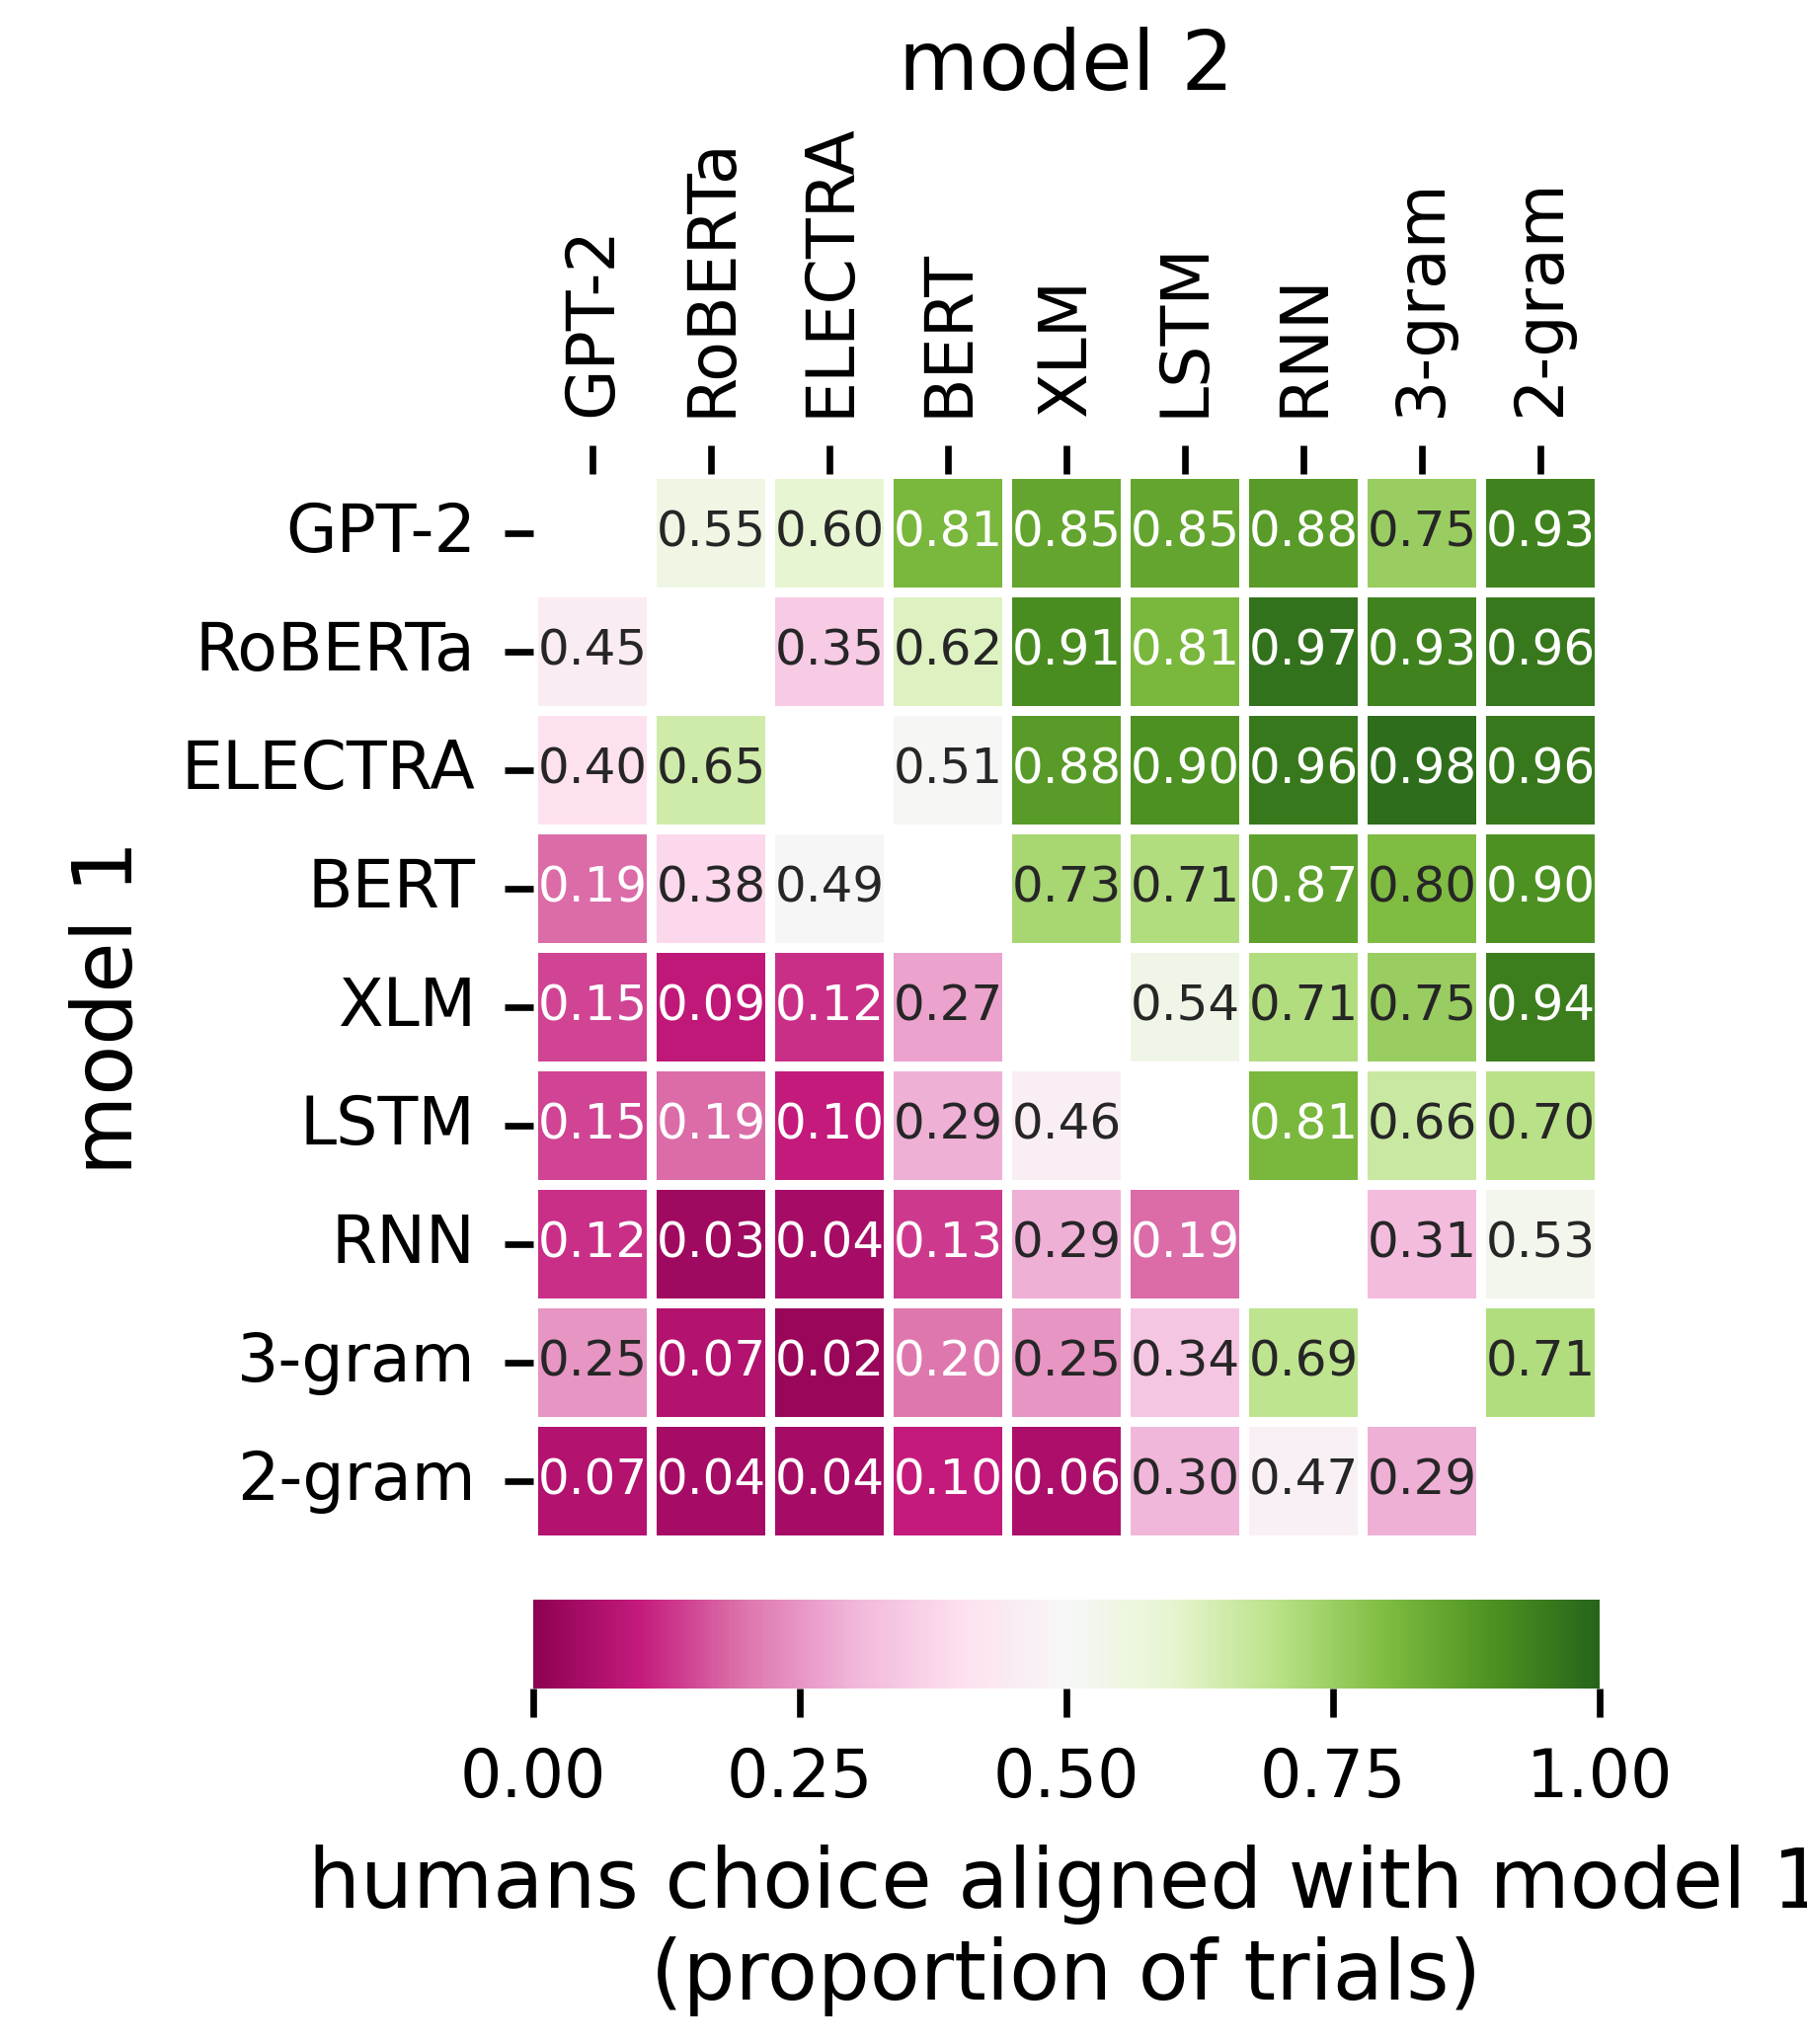 model 2
GPT-2 RoBERTa ELECTRA BERT XLM LSTM RNN 3-gram 2-gram
model 1
GPT-2 0.55 0.60 0.81 0.85 0.85 0.88 0.75 0.93
RoBERTa 0.45 0.35 0.62 0.91 0.81 0.97 0.93 0.96
ELECTRA 0.40 0.65 0.51 0.88 0.90 0.96 0.98 0.96
BERT 0.19 0.38 0.49 0.73 0.71 0.87 0.80 0.90
XLM 0.15 0.09 0.12 0.27 0.54 0.71 0.75 0.94
LSTM 0.15 0.19 0.10 0.29 0.46 0.81 0.66 0.70
RNN 0.12 0.03 0.04 0.13 0.29 0.19 0.31 0.53
3-gram 0.25 0.07 0.02 0.20 0.25 0.34 0.69 0.71
2-gram 0.07 0.04 0.04 0.10 0.06 0.30 0.47 0.29
0.00 0.25 0.50 0.75 1.00
humans choice aligned with model 1
(proportion of trials)